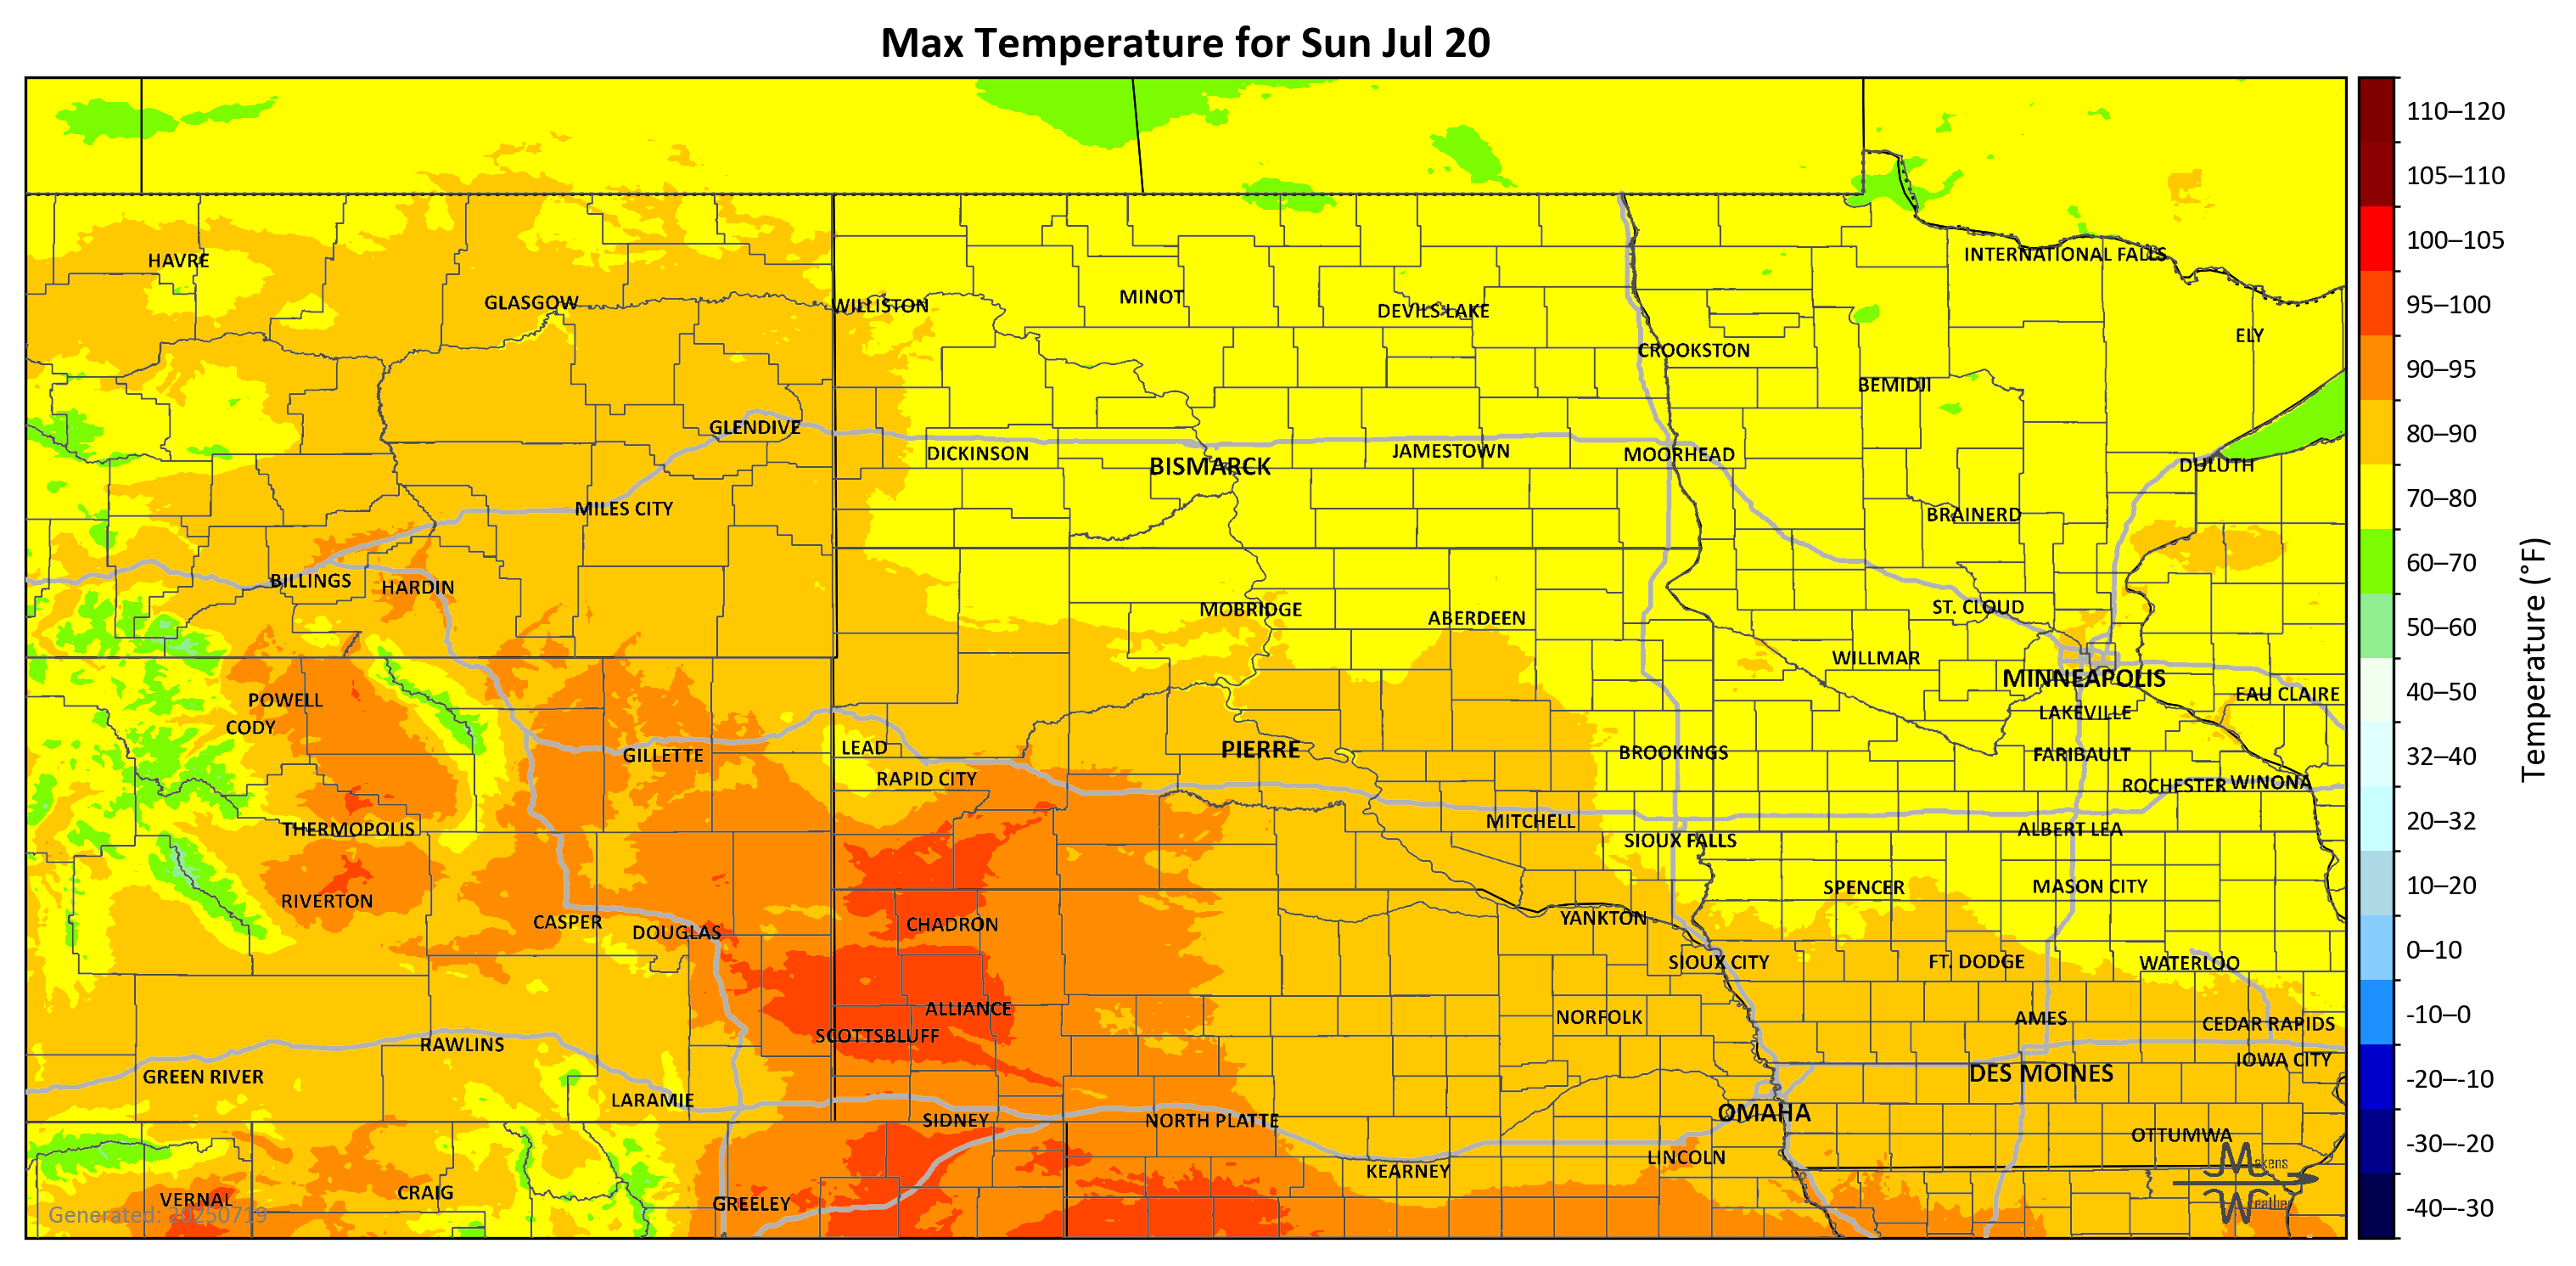 Max Temperature for Sun Jul 20
HAVRE
GLASGOW
WILLISTON
MINOT
DEVILS LAKE
INTERNATIONAL FALLS
ELY
CROOKSTON
BEMIDJI
GLENDIVE
DICKINSON
BISMARCK
JAMESTOWN
MOORHEAD
DULUTH
MILES CITY
BRAINERD
BILLINGS
HARDIN
MOBRIDGE
ABERDEEN
ST. CLOUD
WILLMAR
MINNEAPOLIS
EAU CLAIRE
POWELL
CODY
LAKEVILLE
GILLETTE
LEAD
PIERRE
BROOKINGS
FARIBAULT
RAPID CITY
ROCHESTER
WINONA
THERMOPOLIS
MITCHELL
SIOUX FALLS
ALBERT LEA
RIVERTON
SPENCER
MASON CITY
CASPER
DOUGLAS
CHADRON
YANKTON
SIOUX CITY
FT. DODGE
WATERLOO
ALLIANCE
NORFOLK
AMES
CEDAR RAPIDS
SCOTTSBLUFF
RAWLINS
IOWA CITY
GREEN RIVER
DES MOINES
LARAMIE
SIDNEY
NORTH PLATTE
OMAHA
OTTUMWA
LINCOLN
KEARNEY
VERNAL
CRAIG
GREELEY
Generated: 20250719
Makens
Weather
110–120
105–110
100–105
95–100
90–95
80–90
70–80
60–70
50–60
40–50
32–40
20–32
10–20
0–10
-10–0
-20–-10
-30–-20
-40–-30
Temperature (°F)